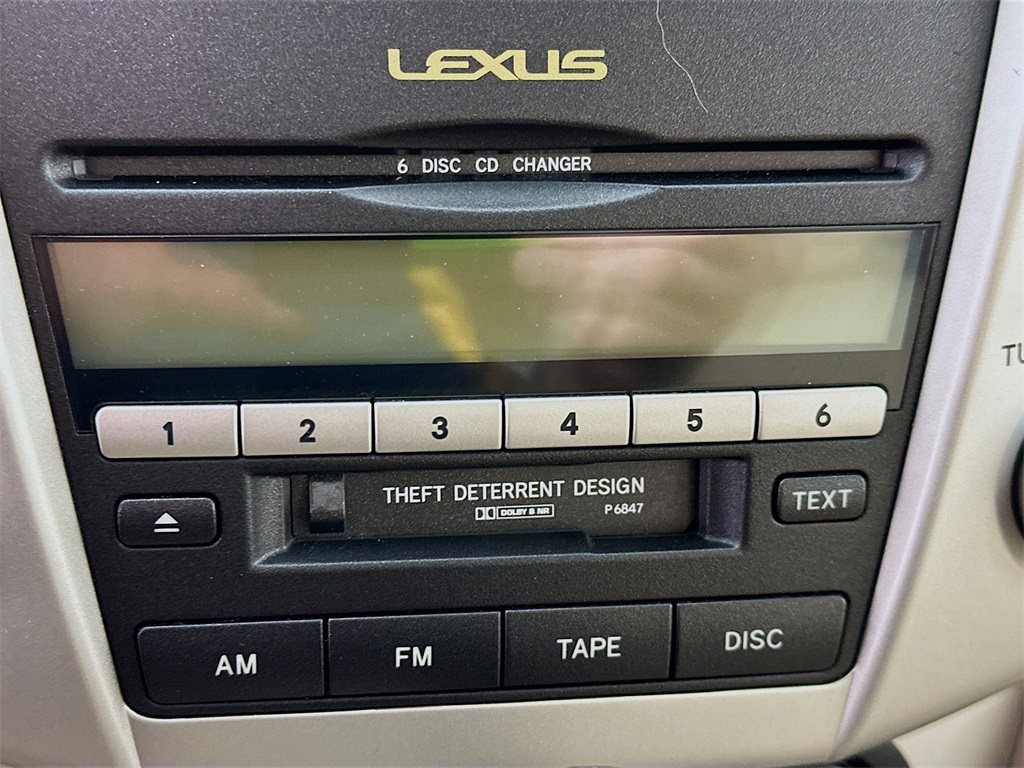 LEXUS
6 DISC CD CHANGER
1 2 3 4 5 6
THEFT DETERRENT DESIGN
DOLBY B NR P6847
TEXT
AM FM TAPE DISC
TU